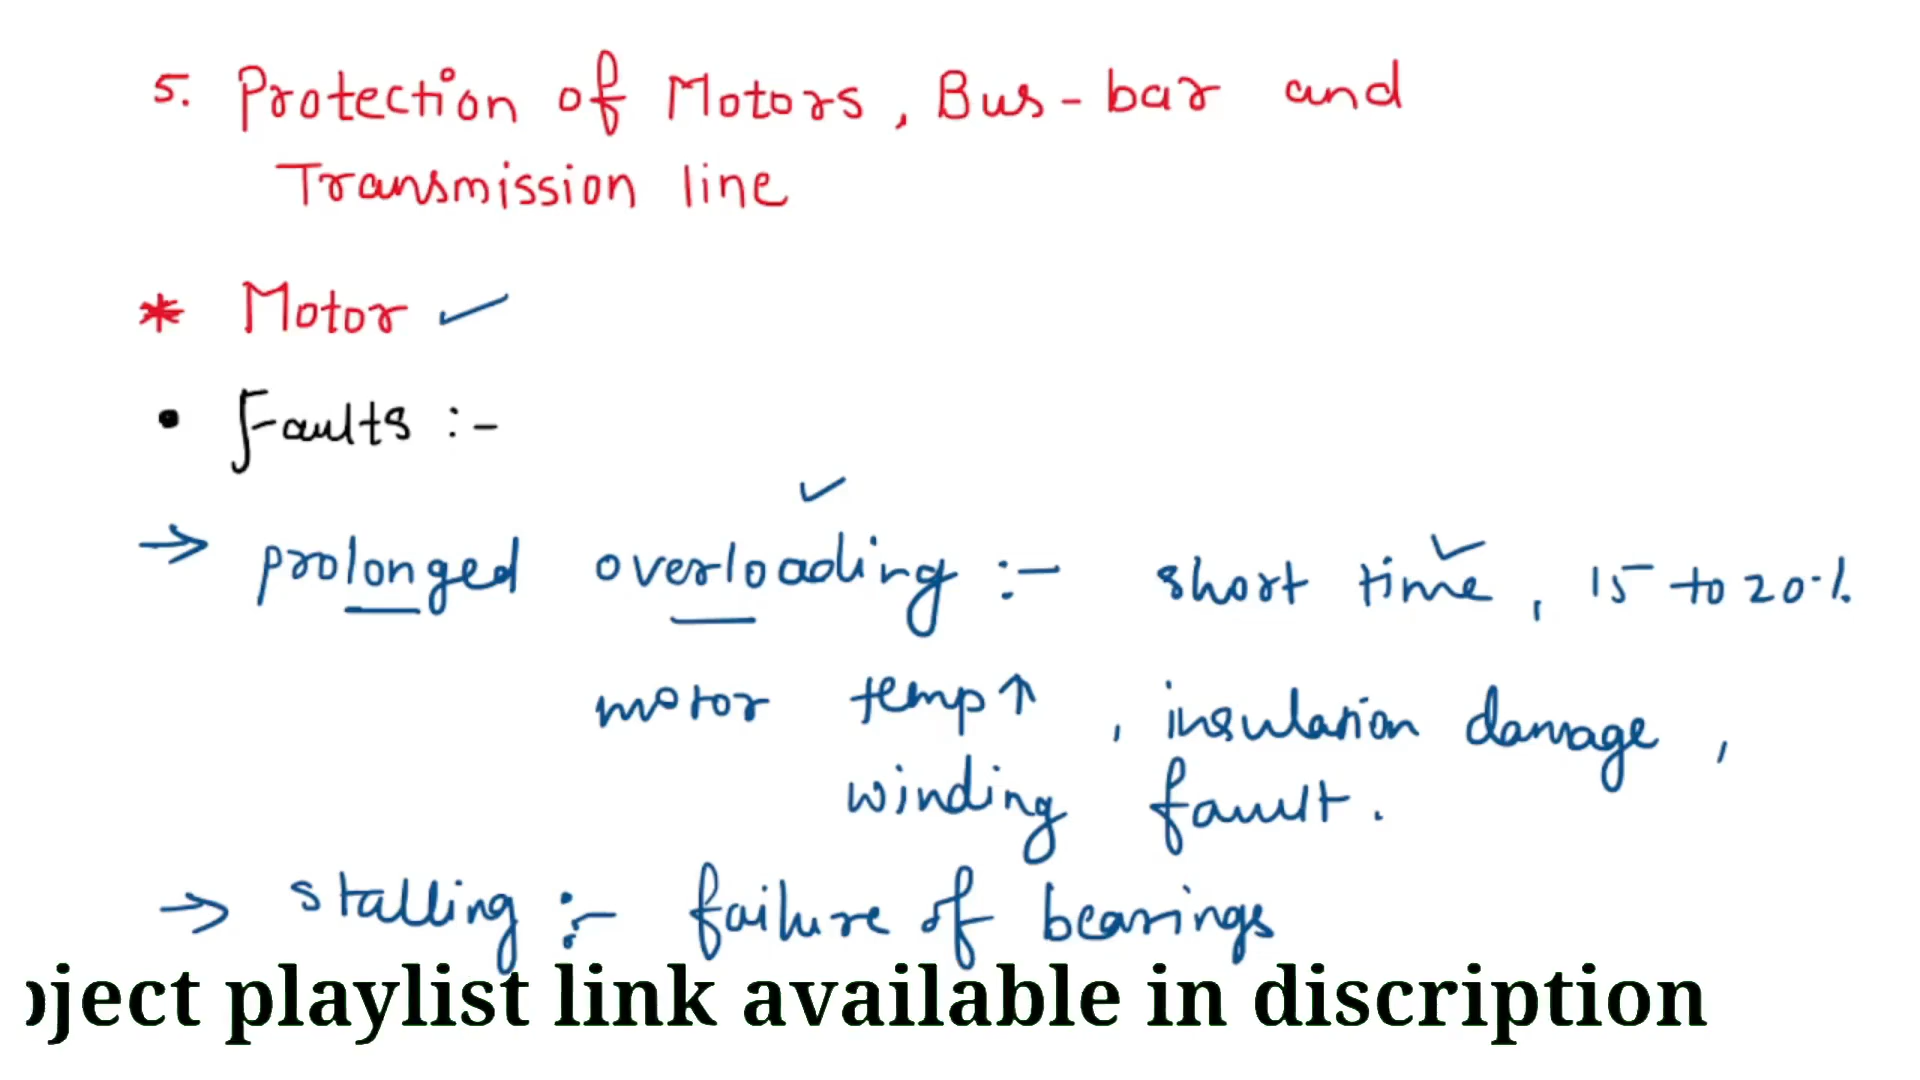 5. Protection of Motors, Bus-bar and
Transmission line
* Motor ✓
• Faults :-
→ prolonged overloading :- short time, 15 to 20%
motor temp↑, insulation damage,
winding fault.
→ stalling :- failure of bearings
ject playlist link available in discription